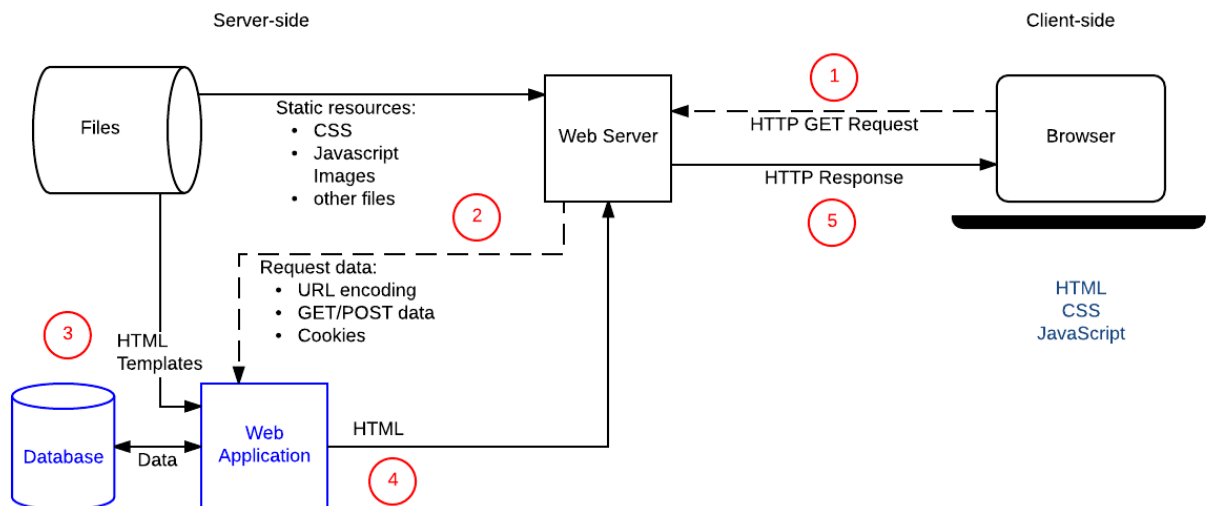 Server-side
Client-side
1
Files
Static resources:
• CSS
• Javascript
Images
• other files
Web Server
HTTP GET Request
Browser
HTTP Response
2
5
Request data:
• URL encoding
• GET/POST data
• Cookies
HTML
CSS
JavaScript
3
HTML
Templates
Database
Data
Web
Application
HTML
4